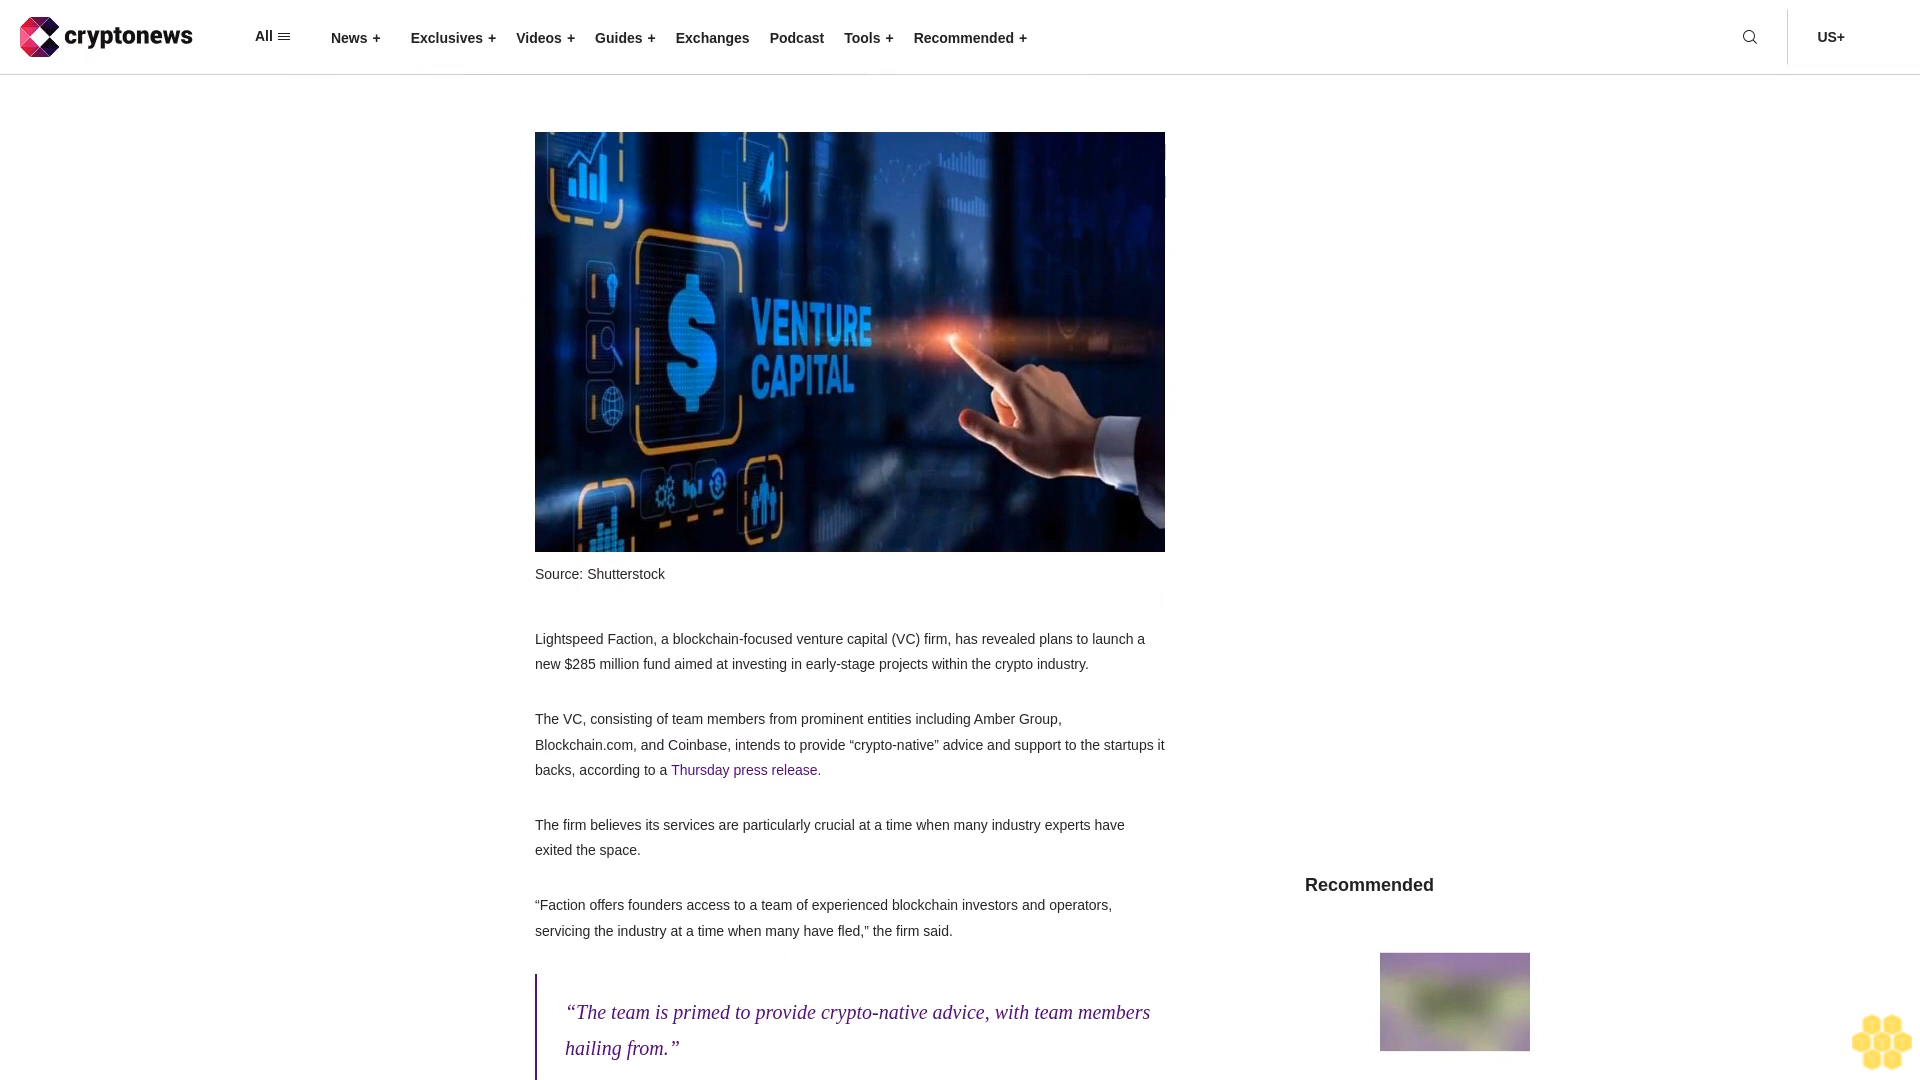 cryptonews
All
News +
Exclusives +
Videos +
Guides +
Exchanges
Podcast
Tools +
Recommended +
US+
VENTURE
CAPITAL
Source: Shutterstock
Lightspeed Faction, a blockchain-focused venture capital (VC) firm, has revealed plans to launch a
new $285 million fund aimed at investing in early-stage projects within the crypto industry.
The VC, consisting of team members from prominent entities including Amber Group,
Blockchain.com, and Coinbase, intends to provide “crypto-native” advice and support to the startups it
backs, according to a Thursday press release.
The firm believes its services are particularly crucial at a time when many industry experts have
exited the space.
“Faction offers founders access to a team of experienced blockchain investors and operators,
servicing the industry at a time when many have fled,” the firm said.
“The team is primed to provide crypto-native advice, with team members
hailing from.”
Recommended